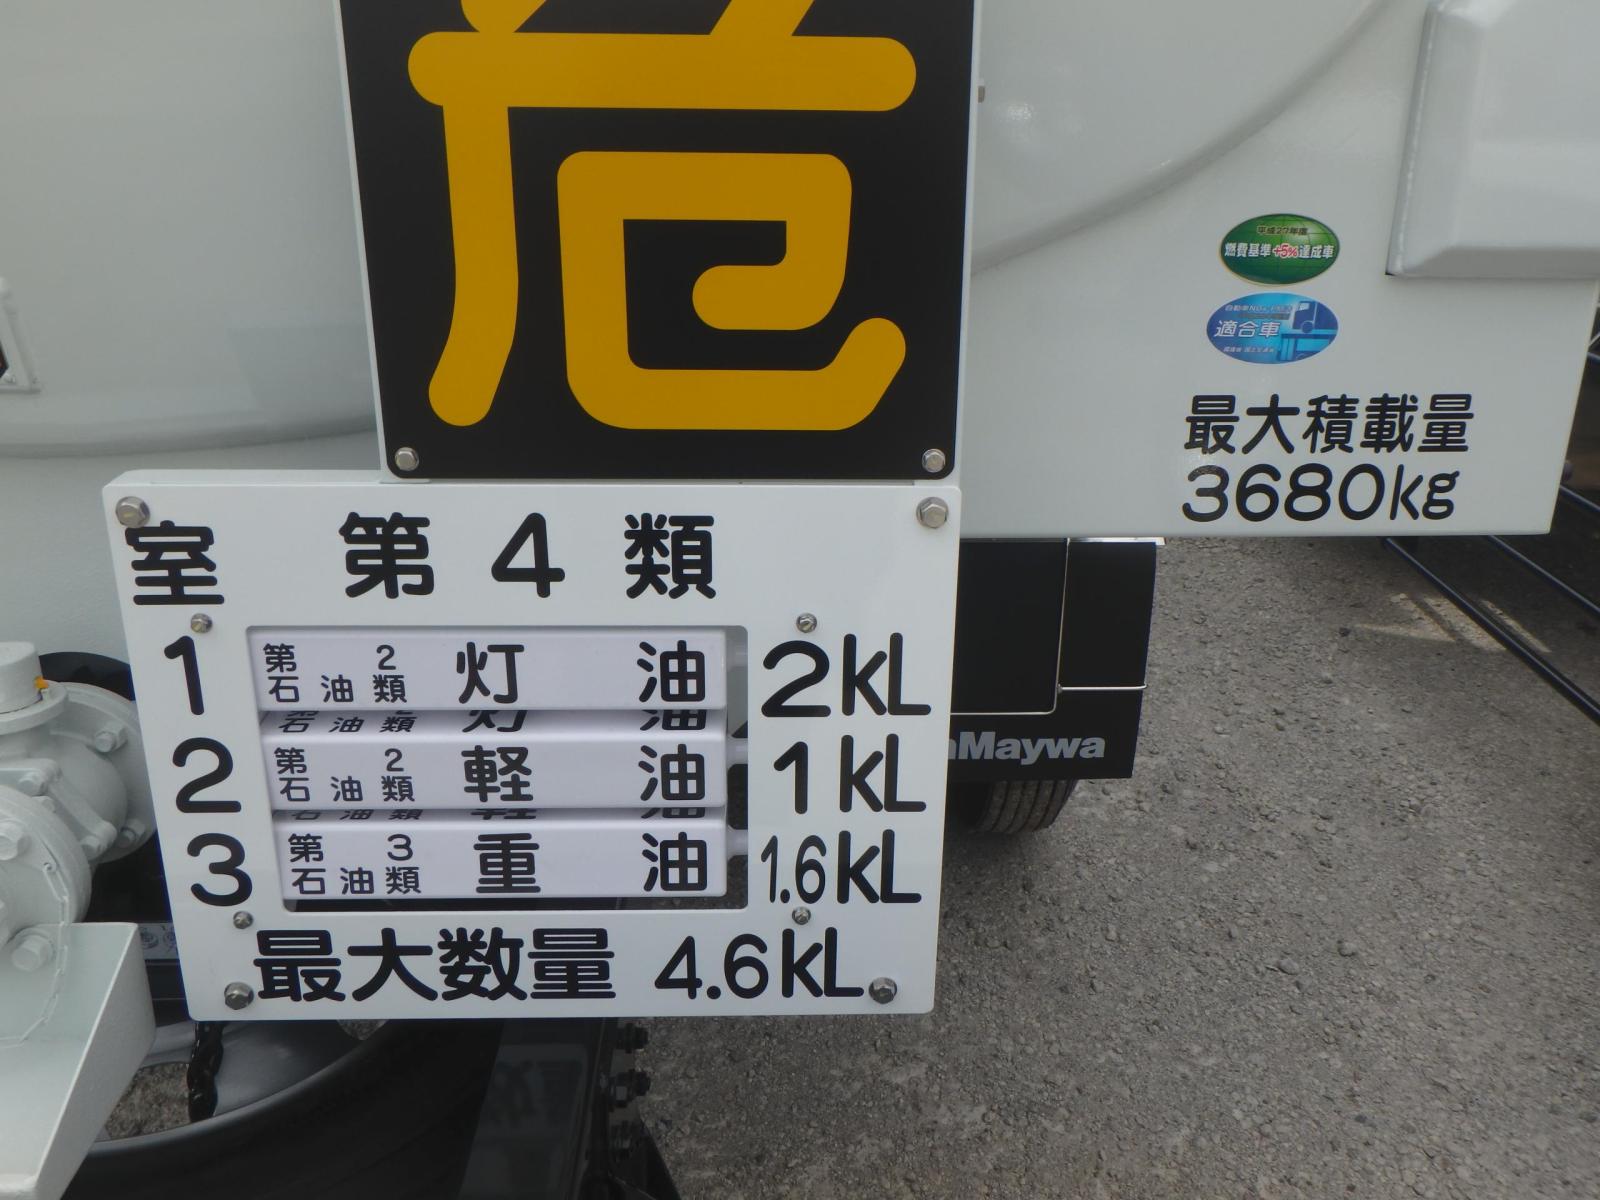 危
平成27年度
燃費基準+5%達成車
適合車
最大積載量
3680kg
室 第4類
1 第2石油類 灯油 2KL
2 第2石油類 軽油 1KL
3 第3石油類 重油 1.6KL
最大数量 4.6KL
Maywa